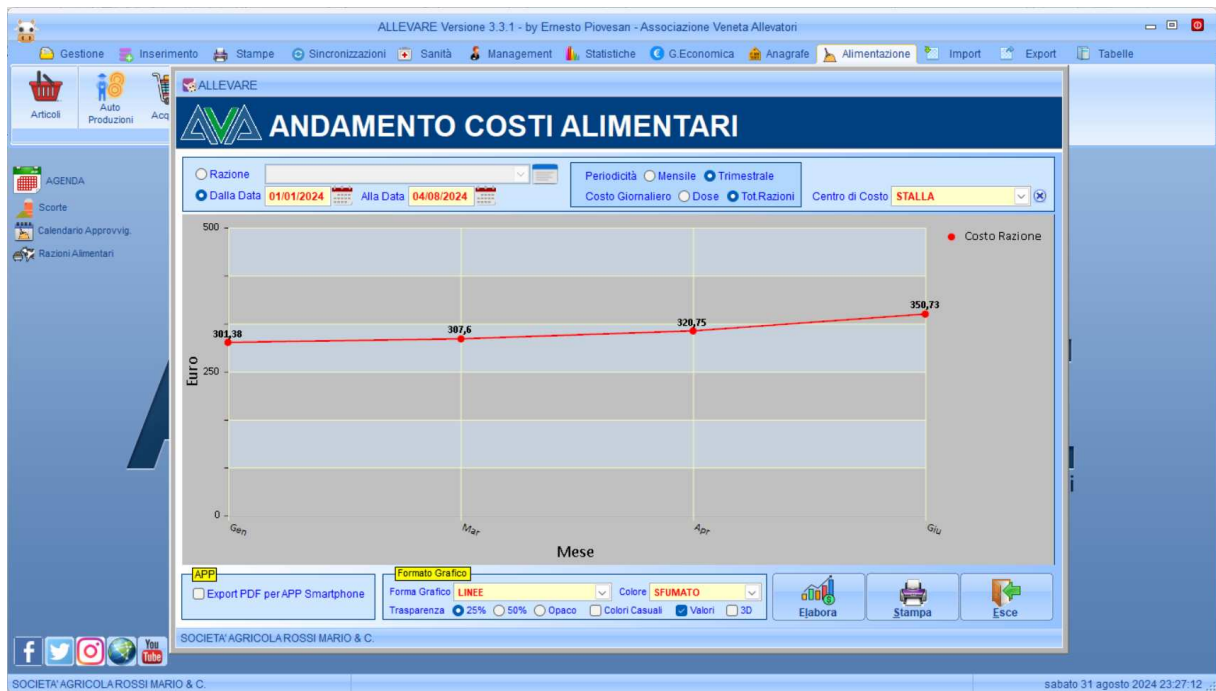 ALLEVARE Versione 3.3.1 - by Ernesto Piovesan - Associazione Veneta Allevatori
Gestione Inserimento Stampe Sincronizzazioni Sanità Management Statistiche G.Economica Anagrafe Alimentazione Import Export Tabelle
Articoli
Auto
Produzioni
Acq
ALLEVARE
AVA ANDAMENTO COSTI ALIMENTARI
AGENDA
Scorte
Calendario Approvvig.
Razioni Alimentari
Razione
Periodicità Mensile Trimestrale
Dalla Data 01/01/2024 Alla Data 04/08/2024
Costo Giornaliero Dose Tot.Razioni
Centro di Costo STALLA
500
Costo Razione
350,73
320,75
307,6
301,38
Euro
250
0
Gen Mar Apr Giu
Mese
APP
Export PDF per APP Smartphone
Formato Grafico
Forma Grafico LINEE Colore SFUMATO
Trasparenza 25% 50% Opaco Colori Casuali Valori 3D
Elabora
Stampa
Esce
SOCIETA' AGRICOLA ROSSI MARIO & C.
f
You
Tube
SOCIETA' AGRICOLA ROSSI MARIO & C.
sabato 31 agosto 2024 23:27:12